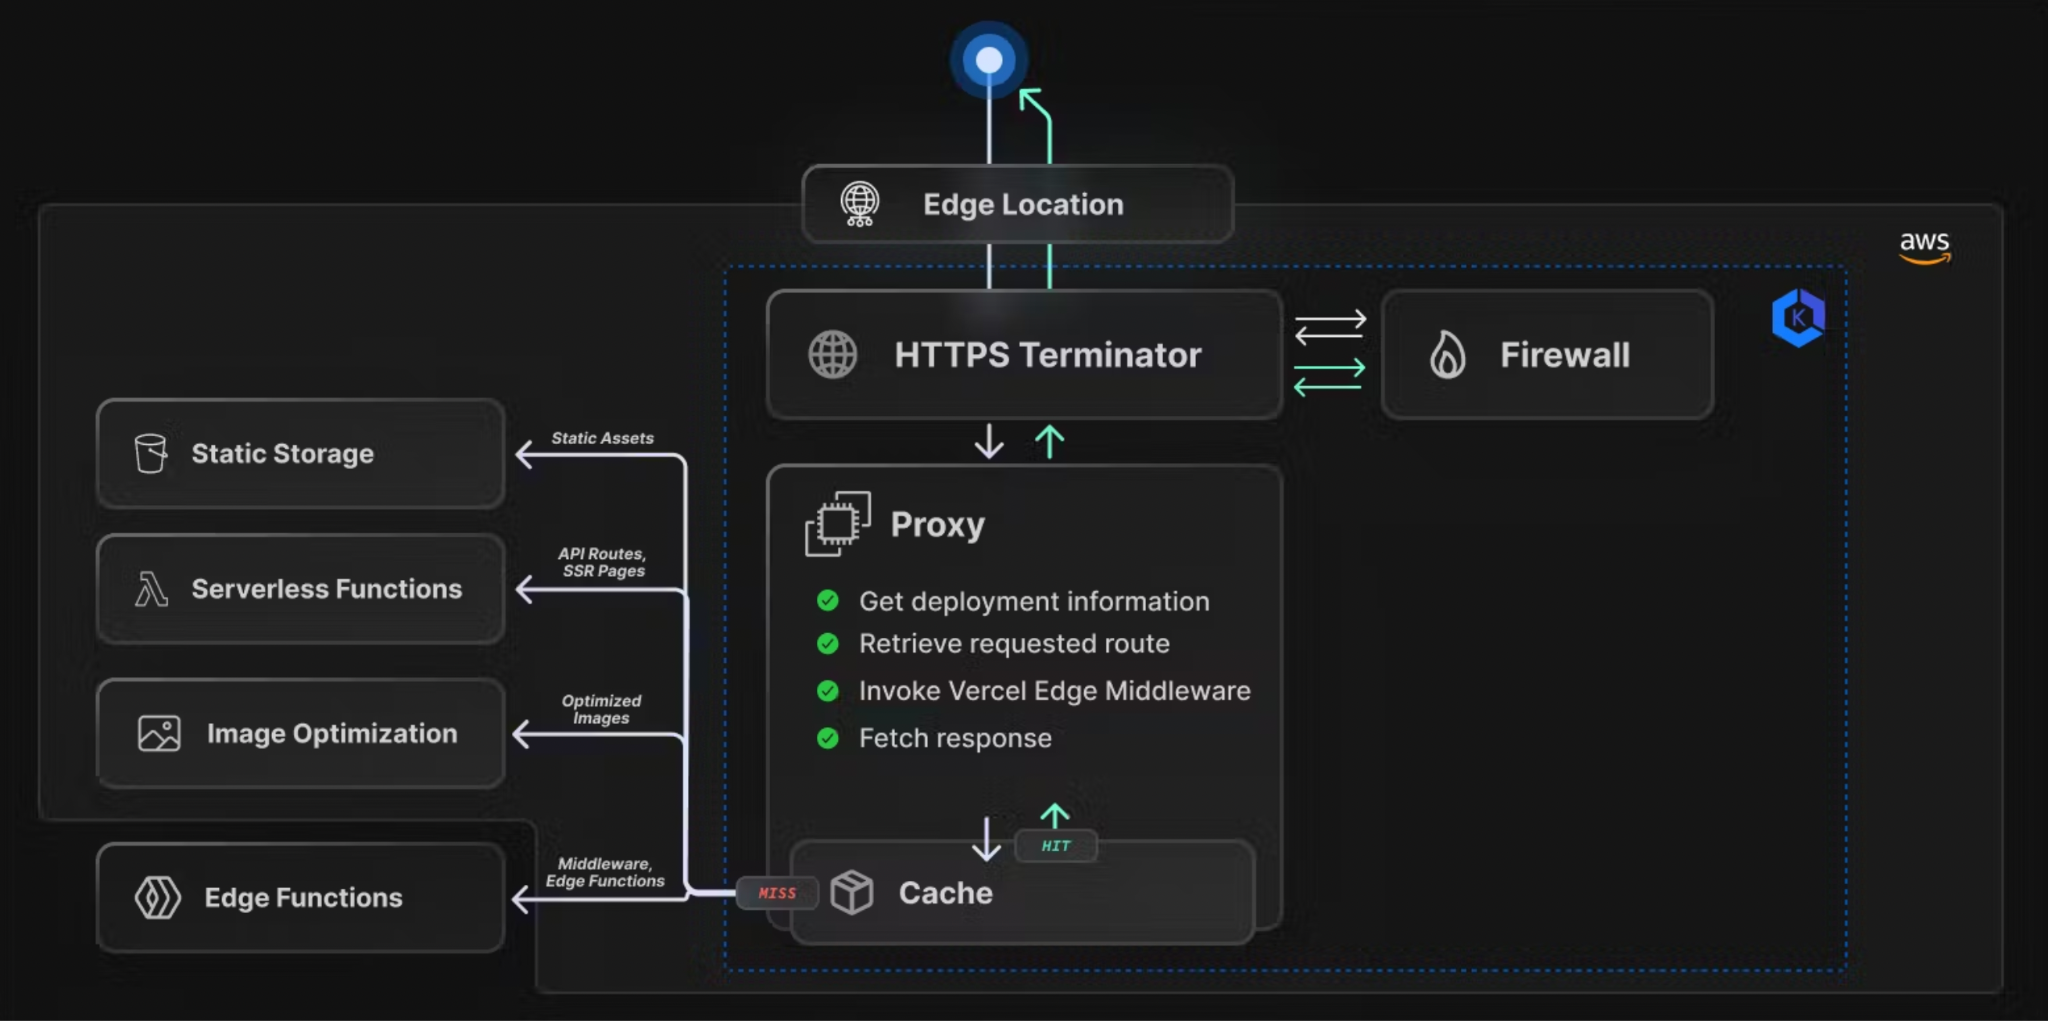 Edge Location
aws
HTTPS Terminator
Firewall
K
Static Assets
Static Storage
Proxy
API Routes,
SSR Pages
Serverless Functions
Get deployment information
Retrieve requested route
Invoke Vercel Edge Middleware
Fetch response
Optimized
Images
Image Optimization
HIT
Middleware,
Edge Functions
Edge Functions
MISS
Cache